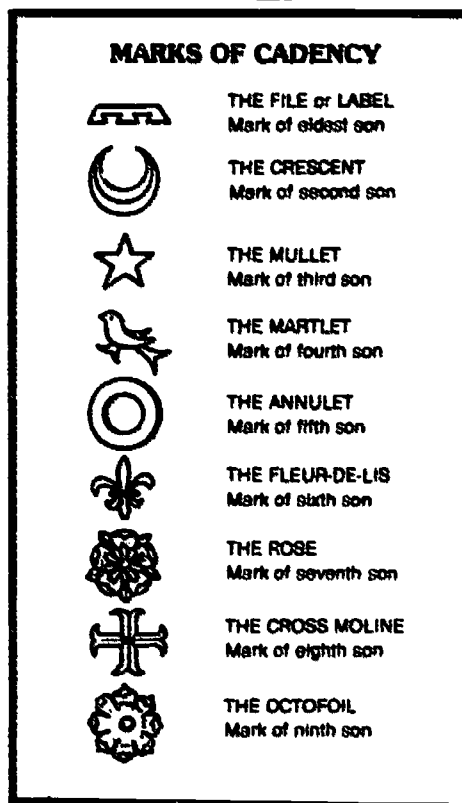 MARKS OF CADENCY
THE FILE or LABEL
Mark of eldest son
THE CRESCENT
Mark of second son
THE MULLET
Mark of third son
THE MARTLET
Mark of fourth son
THE ANNULET
Mark of fifth son
THE FLEUR-DE-LIS
Mark of sixth son
THE ROSE
Mark of seventh son
THE CROSS MOLINE
Mark of eighth son
THE OCTOFOIL
Mark of ninth son